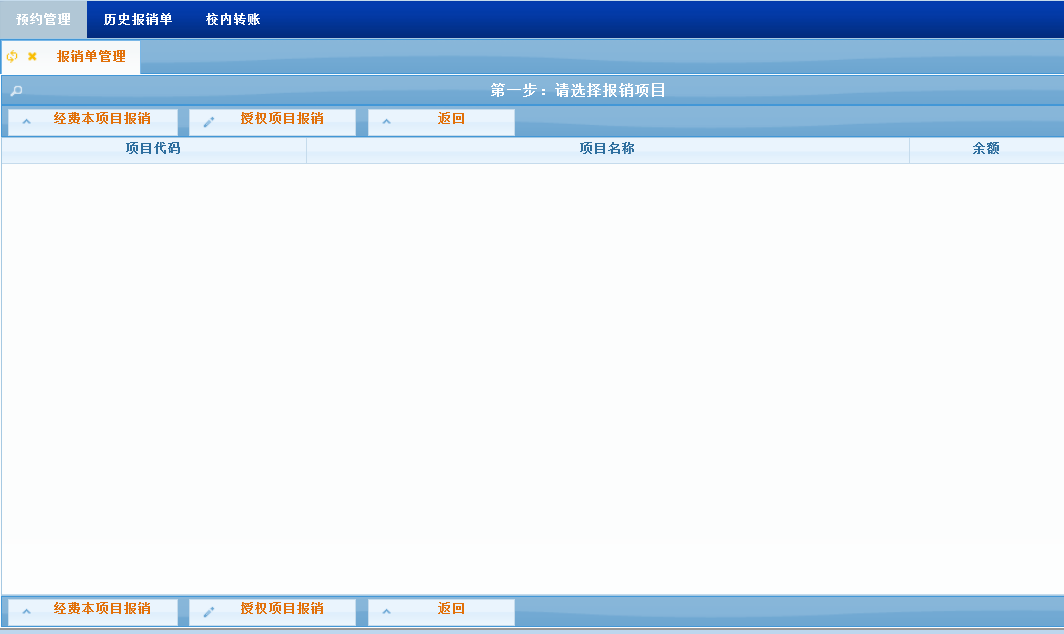 预约管理 历史报销单 校内转账
报销单管理
第一步：请选择报销项目
经费本项目报销 授权项目报销 返回
项目代码 项目名称 余额
经费本项目报销 授权项目报销 返回